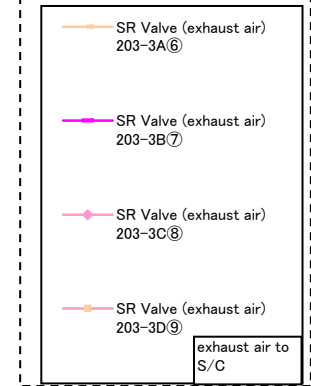 SR Valve (exhaust air)
203-3A⑥
SR Valve (exhaust air)
203-3B⑦
SR Valve (exhaust air)
203-3C⑧
SR Valve (exhaust air)
203-3D⑨
exhaust air to
S/C